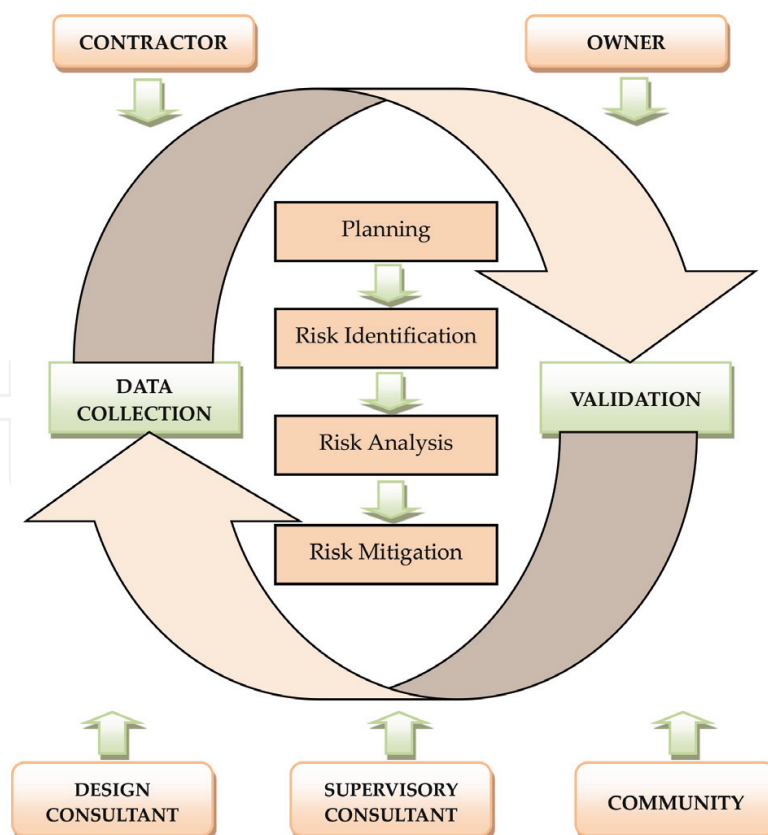 CONTRACTOR
OWNER
Planning
Risk Identification
DATA
COLLECTION
VALIDATION
Risk Analysis
Risk Mitigation
DESIGN
CONSULTANT
SUPERVISORY
CONSULTANT
COMMUNITY